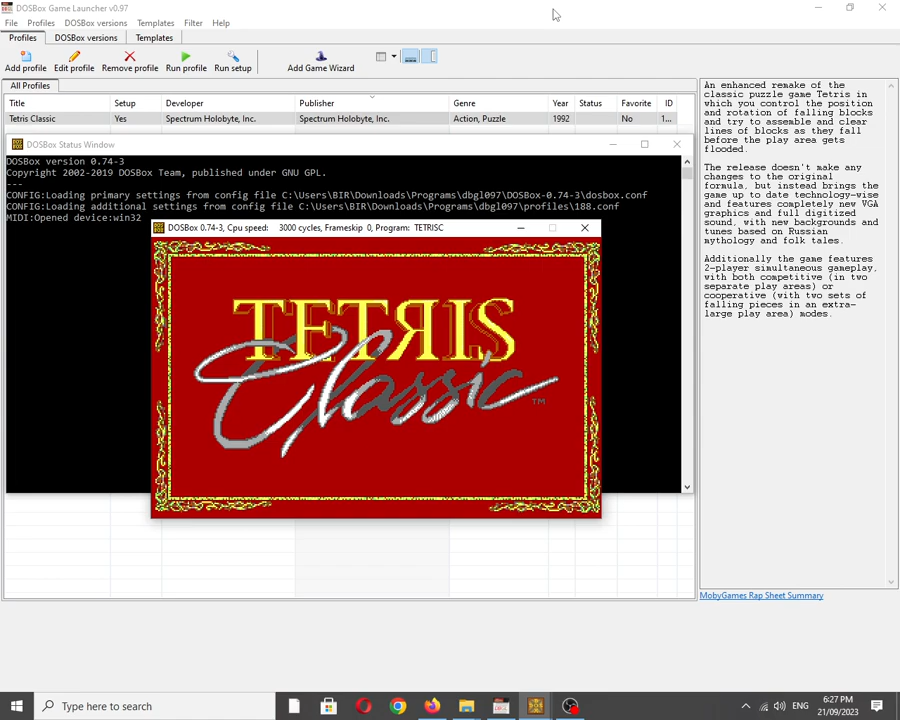 DOSBox Game Launcher v0.97
File Profiles DOSBox versions Templates Filter Help
Profiles DOSBox versions Templates
Add profile Edit profile Remove profile Run profile Run setup Add Game Wizard
All Profiles
Title Setup Developer Publisher Genre Year Status Favorite ID
Tetris Classic Yes Spectrum Holobyte, Inc. Spectrum Holobyte, Inc. Action, Puzzle 1992 No 1...
DOSBox Status Window
DOSBox version 0.74-3
Copyright 2002-2019 DOSBox Team, published under GNU GPL.
---
CONFIG:Loading primary settings from config file C:\Users\BIR\Downloads\Programs\dbgl097\DOSBox-0.74-3\dosbox.conf
CONFIG:Loading additional settings from config file C:\Users\BIR\Downloads\Programs\dbgl097\profiles\188.conf
MIDI:Opened device:win32
DOSBox 0.74-3, Cpu speed: 3000 cycles, Frameskip 0, Program: TETRISC
TETЯIS
Classic™
An enhanced remake of the
classic puzzle game Tetris in
which you control the position
and rotation of falling blocks
and try to assemble and clear
lines of blocks as they fall
before the play area gets
flooded.
The release doesn't make any
changes to the original
formula, but instead brings the
game up to date technology-wise
and features completely new VGA
graphics and full digitized
sound, with new backgrounds and
tunes based on Russian
mythology and folk tales.
Additionally the game features
2-player simultaneous gameplay,
with both competitive (in two
separate play areas) or
cooperative (with two sets of
falling pieces in an extra-
large play area) modes.
MobyGames Rap Sheet Summary
Type here to search
ENG
6:27 PM
21/09/2023